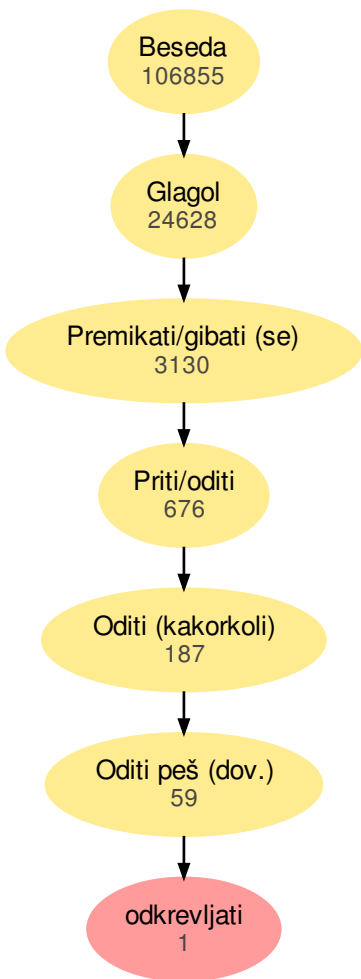 Beseda
106855
Glagol
24628
Premikati/gibati (se)
3130
Priti/oditi
676
Oditi (kakorkoli)
187
Oditi peš (dov.)
59
odkrevljati
1